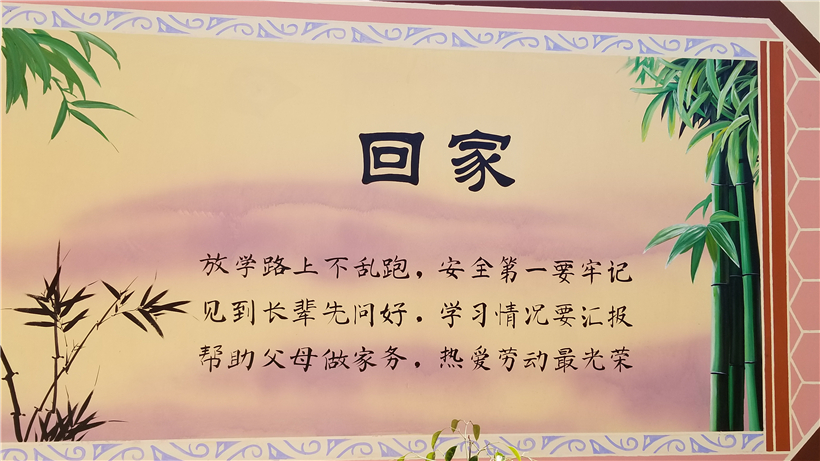 回家
放学路上不乱跑，安全第一要牢记
见到长辈先问好．学习情况要汇报
帮助父母做家务，热爱劳动最光荣